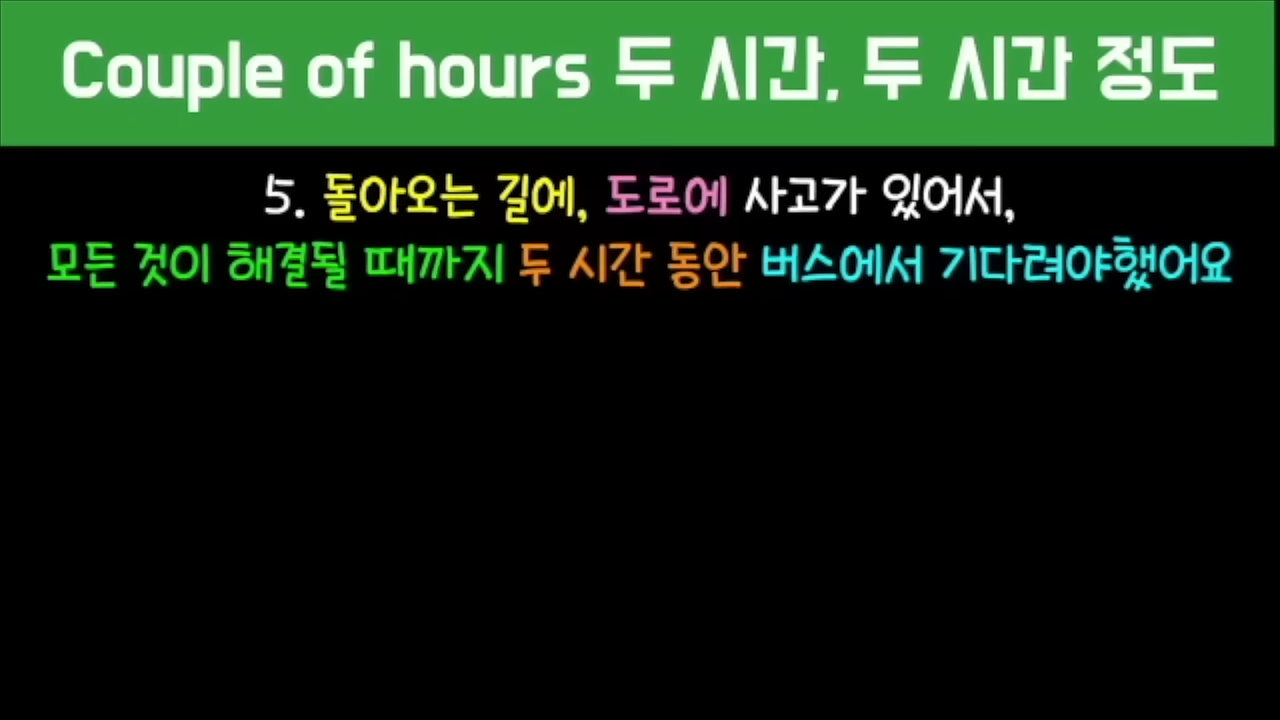 Couple of hours 두 시간, 두 시간 정도
5. 돌아오는 길에, 도로에 사고가 있어서,
모든 것이 해결될 때까지 두 시간 동안 버스에서 기다려야했어요